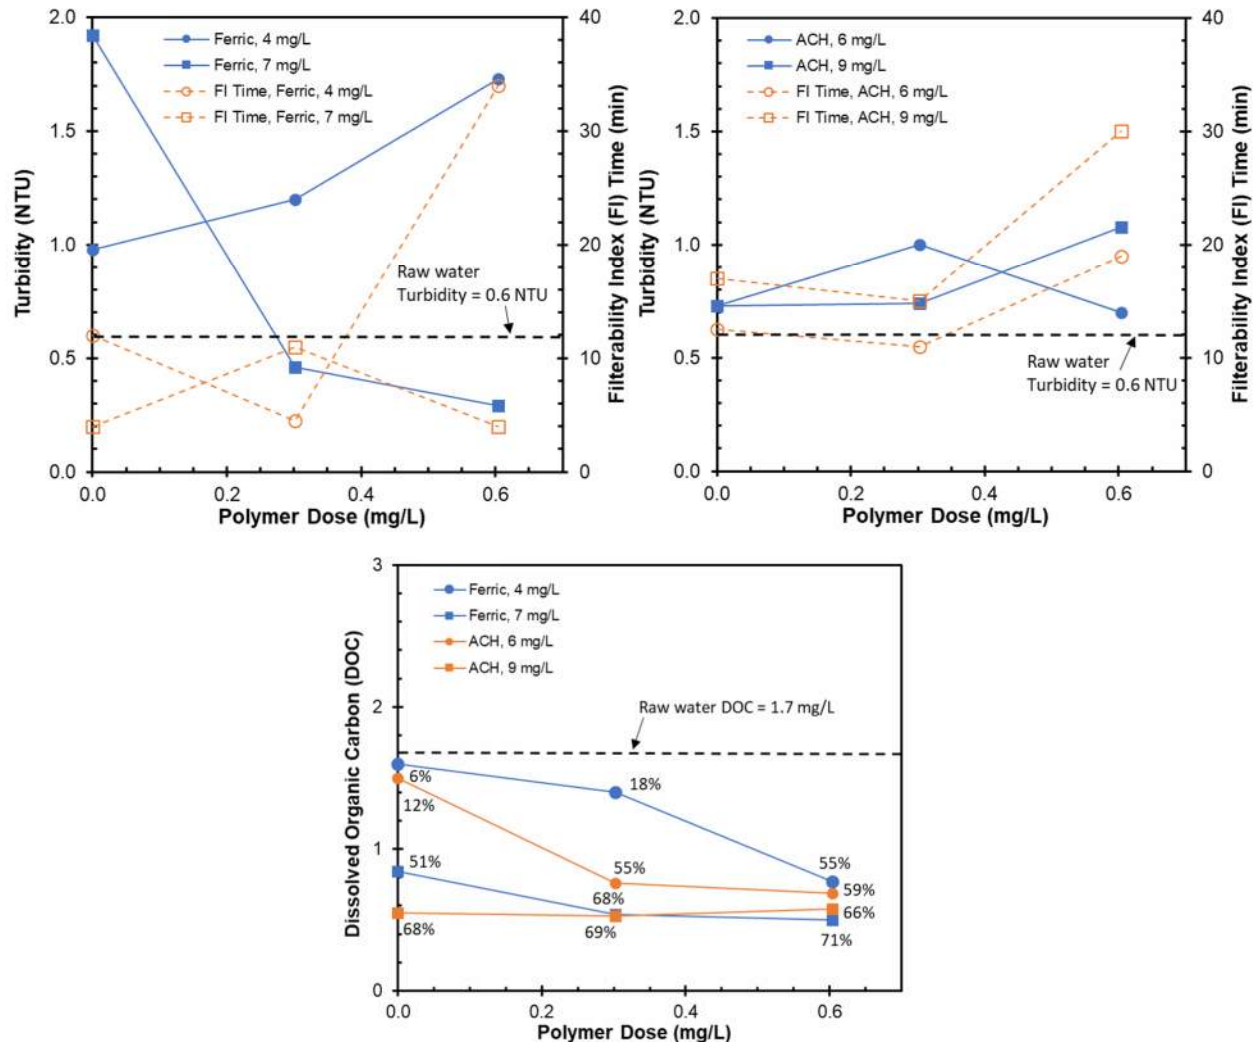 2.0
1.5
1.0
0.5
0.0
Turbidity (NTU)
Ferric, 4 mg/L
Ferric, 7 mg/L
FI Time, Ferric, 4 mg/L
FI Time, Ferric, 7 mg/L
Raw water
Turbidity = 0.6 NTU
40
30
20
10
0
Filterability Index (FI) Time (min)
0.0
0.2
0.4
0.6
Polymer Dose (mg/L)
2.0
1.5
1.0
0.5
0.0
Turbidity (NTU)
ACH, 6 mg/L
ACH, 9 mg/L
FI Time, ACH, 6 mg/L
FI Time, ACH, 9 mg/L
Raw water
Turbidity = 0.6 NTU
40
30
20
10
0
Filterability Index (FI) Time (min)
0.0
0.2
0.4
0.6
Polymer Dose (mg/L)
3
2
1
0
Dissolved Organic Carbon (DOC)
Ferric, 4 mg/L
Ferric, 7 mg/L
ACH, 6 mg/L
ACH, 9 mg/L
Raw water DOC = 1.7 mg/L
6%
18%
12%
51%
55%
55%
59%
68%
66%
68%
69%
71%
0.0
0.2
0.4
0.6
Polymer Dose (mg/L)